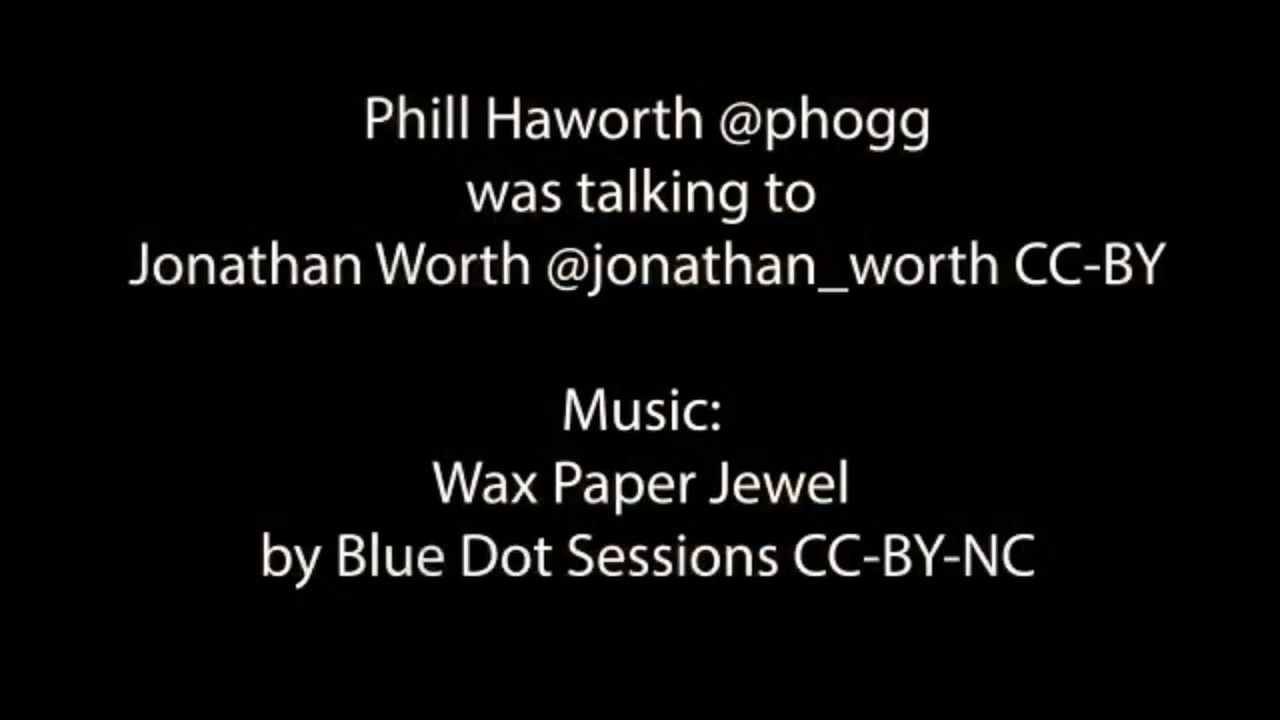 Phill Haworth @phogg
was talking to
Jonathan Worth @jonathan_worth CC-BY
Music:
Wax Paper Jewel
by Blue Dot Sessions CC-BY-NC